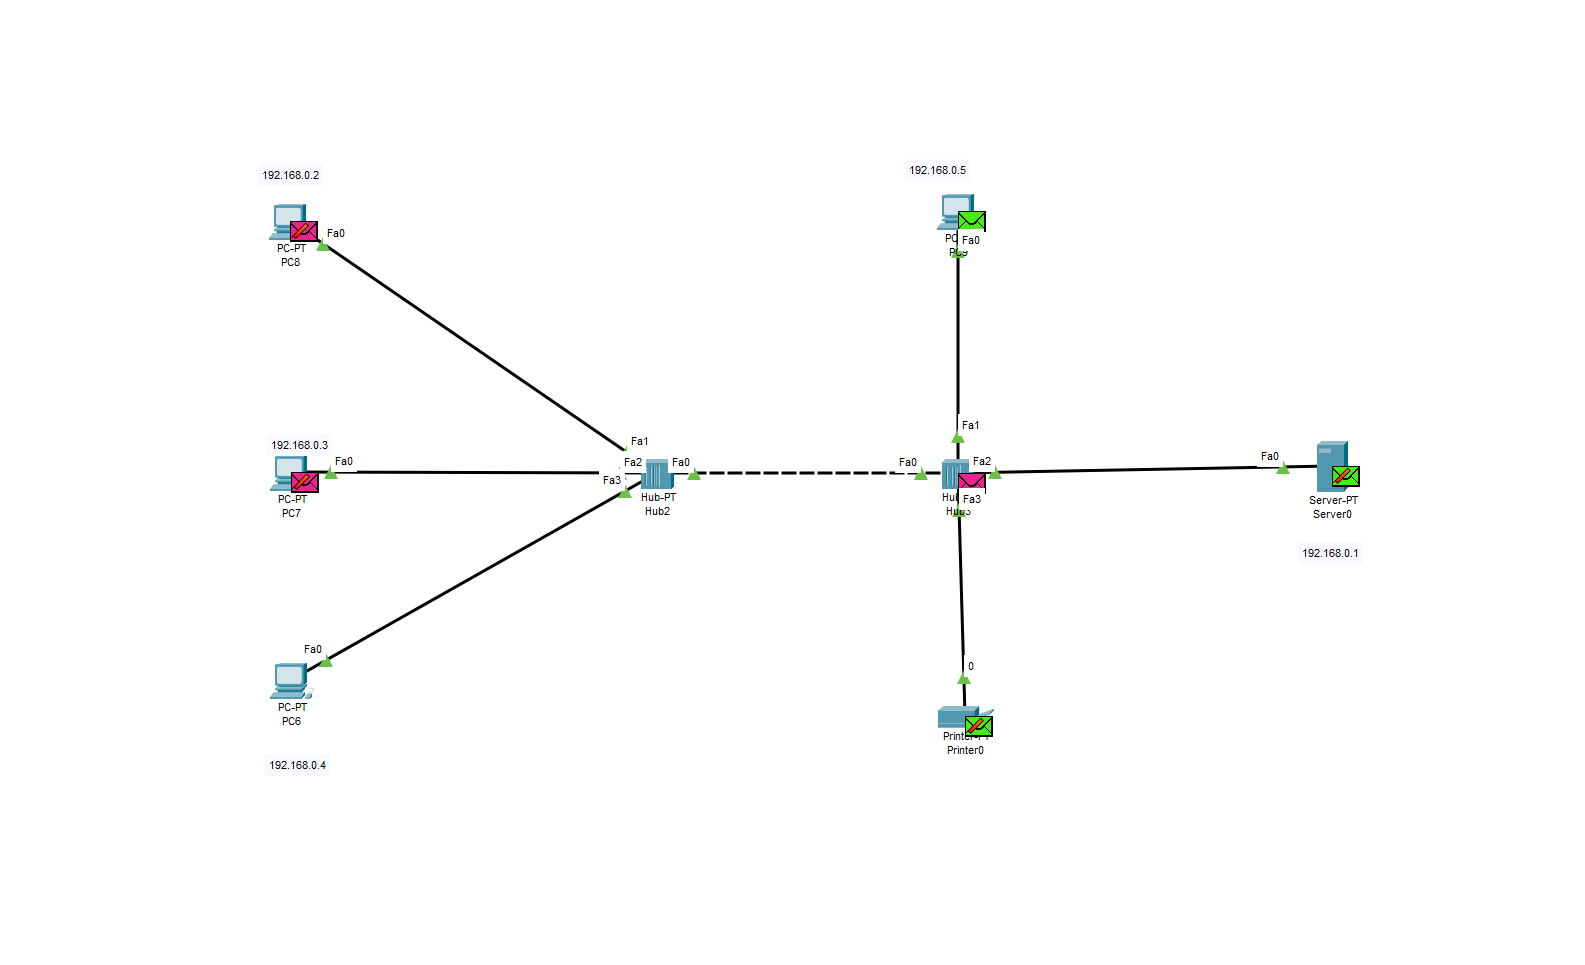 192.168.0.2
Fa0
PC-PT
PC8
192.168.0.5
Fa0
192.168.0.3
Fa0
PC-PT
PC7
Fa1
Fa2
Fa3
Fa0
Hub-PT
Hub2
Fa0
Fa1
Fa2
Fa3
Fa0
Server-PT
Server0
192.168.0.1
Fa0
PC-PT
PC6
192.168.0.4
0
Printer0